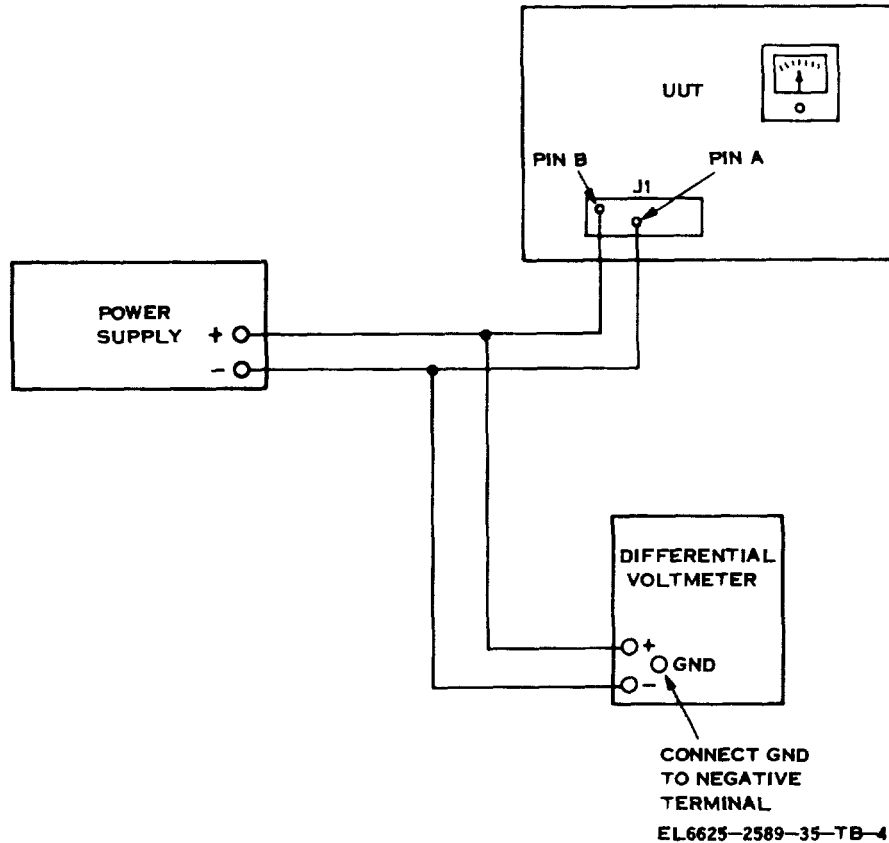 UUT
PIN B
PIN A
J1
POWER
SUPPLY
+
-
DIFFERENTIAL
VOLTMETER
+
GND
-
CONNECT GND
TO NEGATIVE
TERMINAL
EL6625-2589-35-TB-4